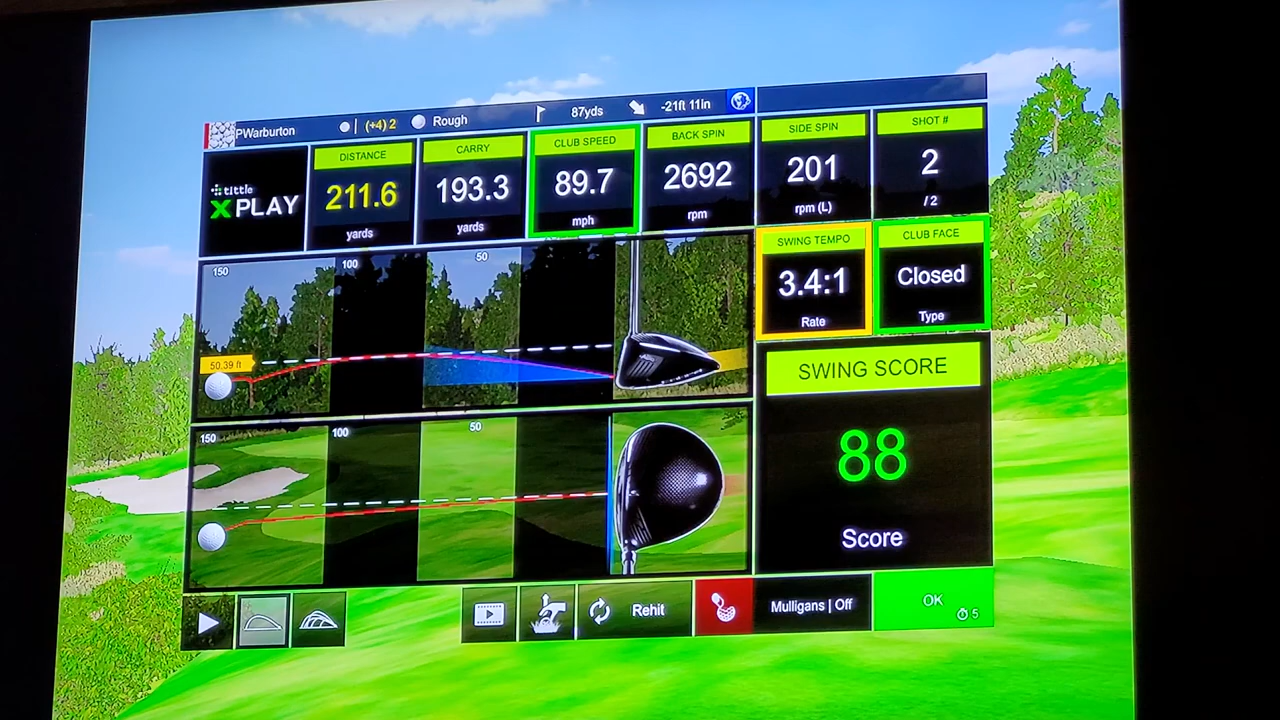 PWarburton (+4) 2 Rough 87yds -21ft 11in
tittle
X PLAY
DISTANCE
211.6
yards
CARRY
193.3
yards
CLUB SPEED
89.7
mph
BACK SPIN
2692
rpm
SIDE SPIN
201
rpm (L)
SHOT #
2
/ 2
SWING TEMPO
3.4:1
Rate
CLUB FACE
Closed
Type
150 100 50
50.39 ft
150 100 50
SWING SCORE
88
Score
Rehit
Mulligans | Off
OK
5